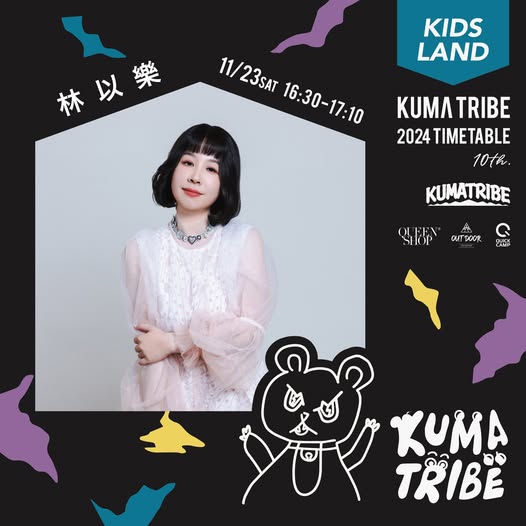 KIDS
LAND
林以樂
11/23SAT 16:30-17:10
KUMA TRIBE
2024 TIMETABLE
10th.
KUMATRIBE
QUEEN
SHOP
OUTDOOR
QUICK
CAMP
KUMA
TRIBE